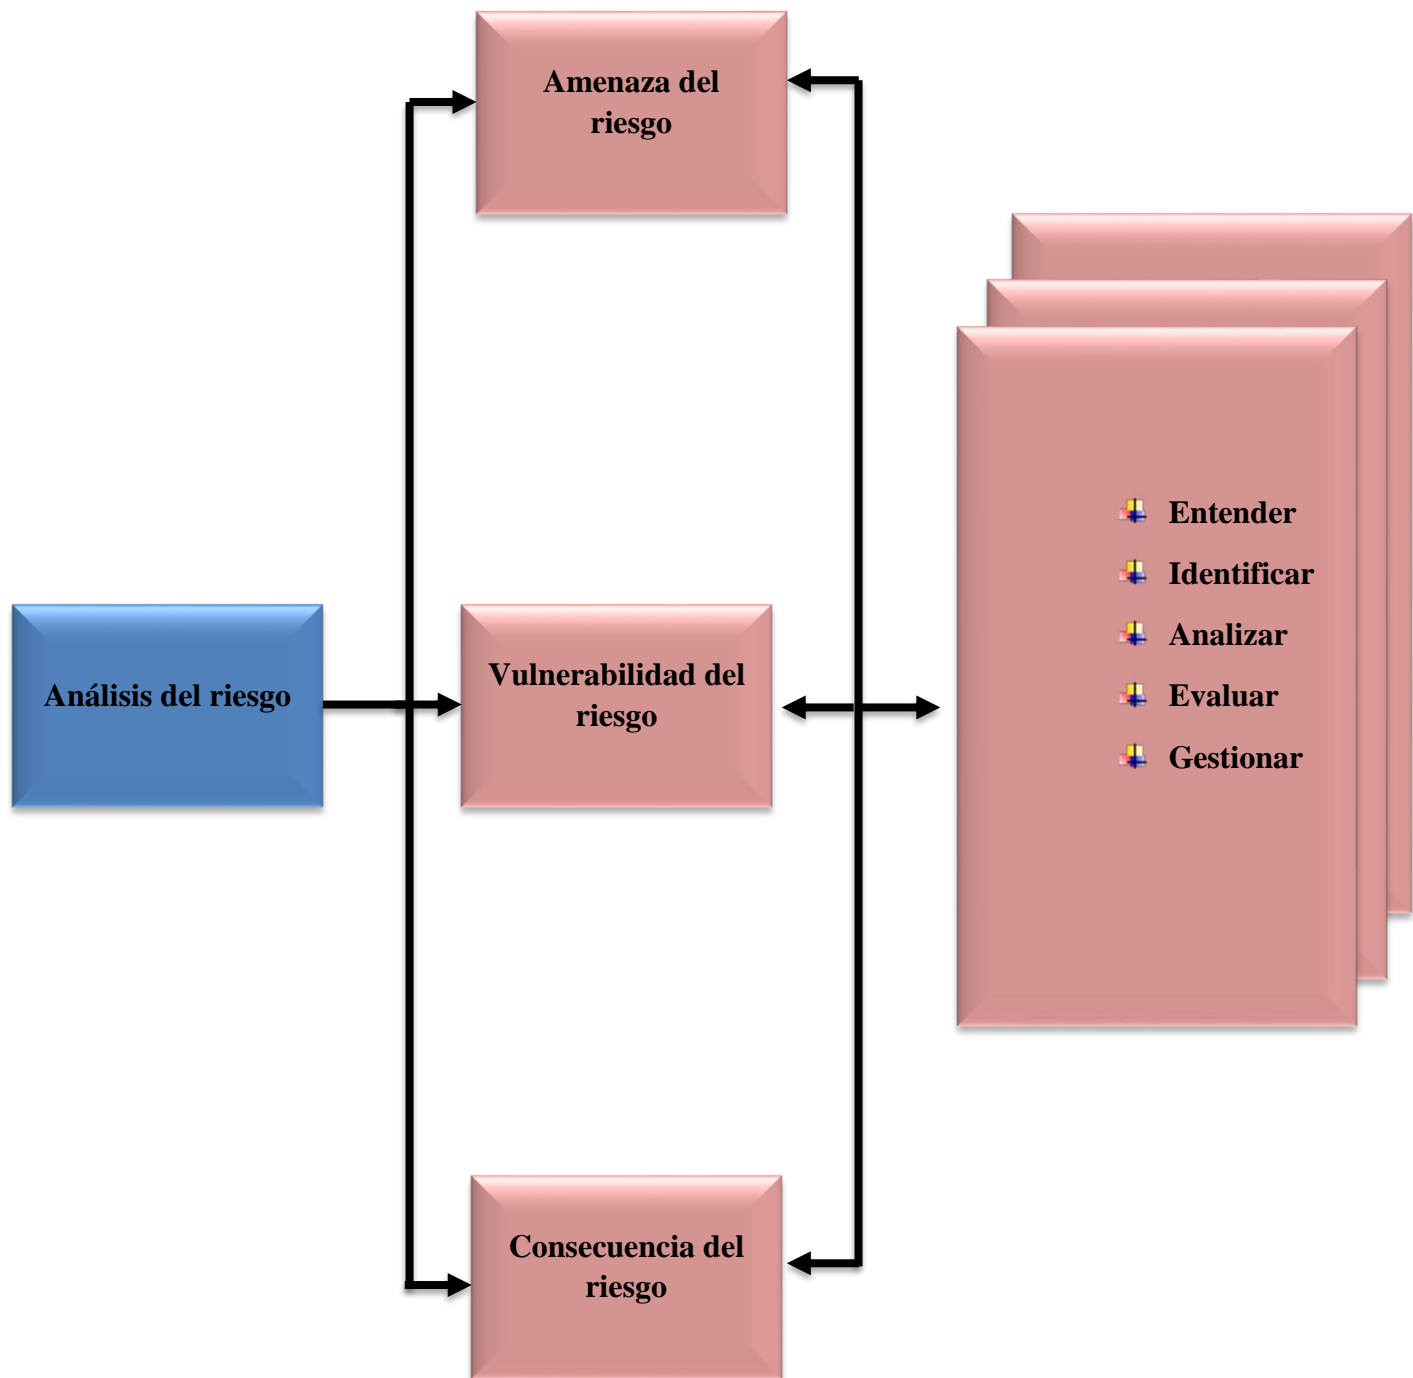 Amenaza del
riesgo
Análisis del riesgo
Vulnerabilidad del
riesgo
Consecuencia del
riesgo
Entender
Identificar
Analizar
Evaluar
Gestionar